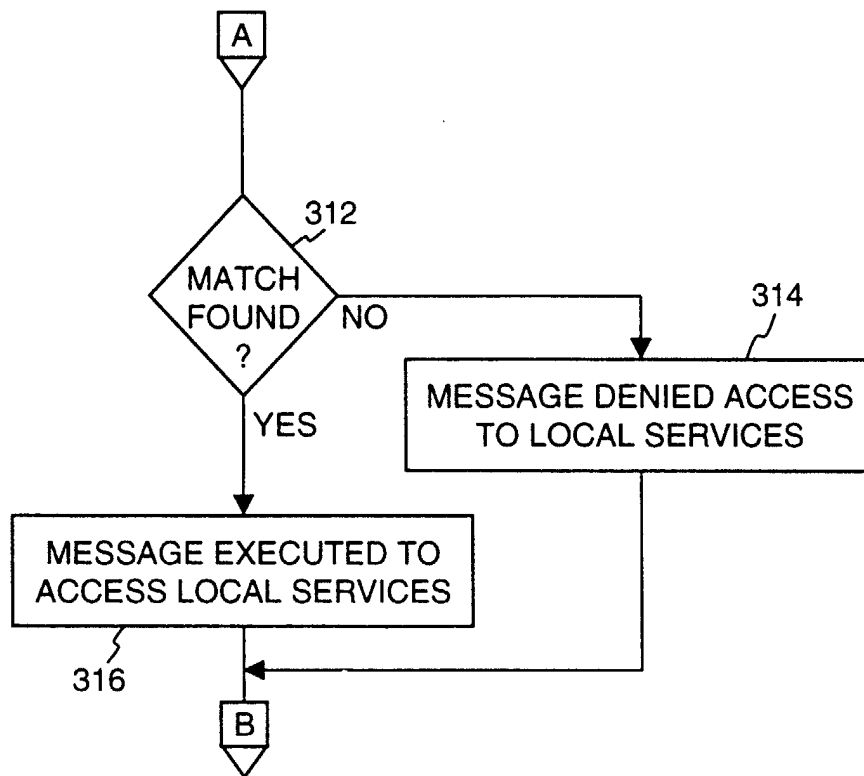 A
312
MATCH
FOUND
?
NO
YES
314
MESSAGE DENIED ACCESS
TO LOCAL SERVICES
MESSAGE EXECUTED TO
ACCESS LOCAL SERVICES
316
B